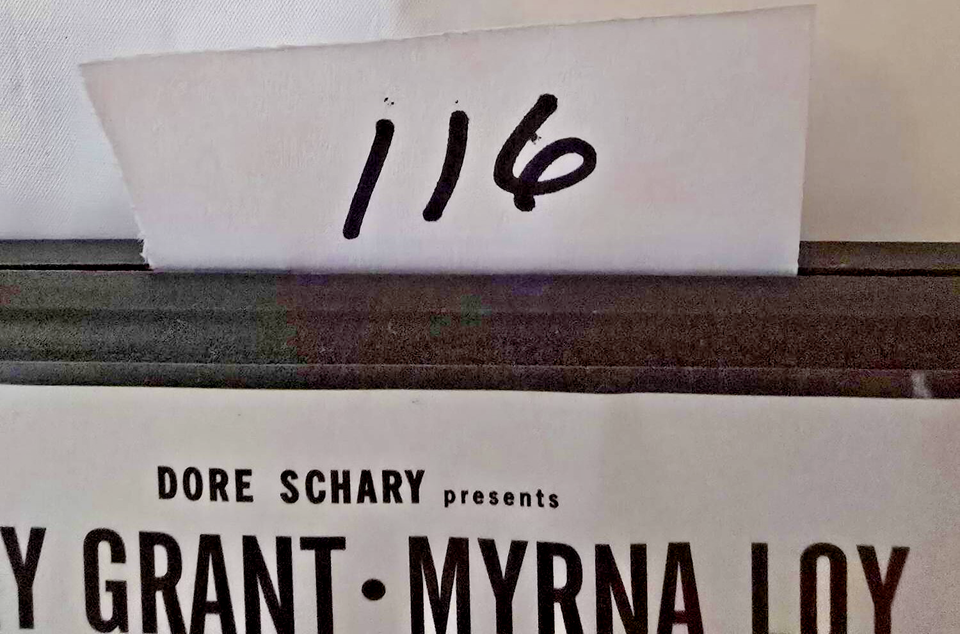 116
DORE SCHARY presents
Y GRANT • MYRNA LOY